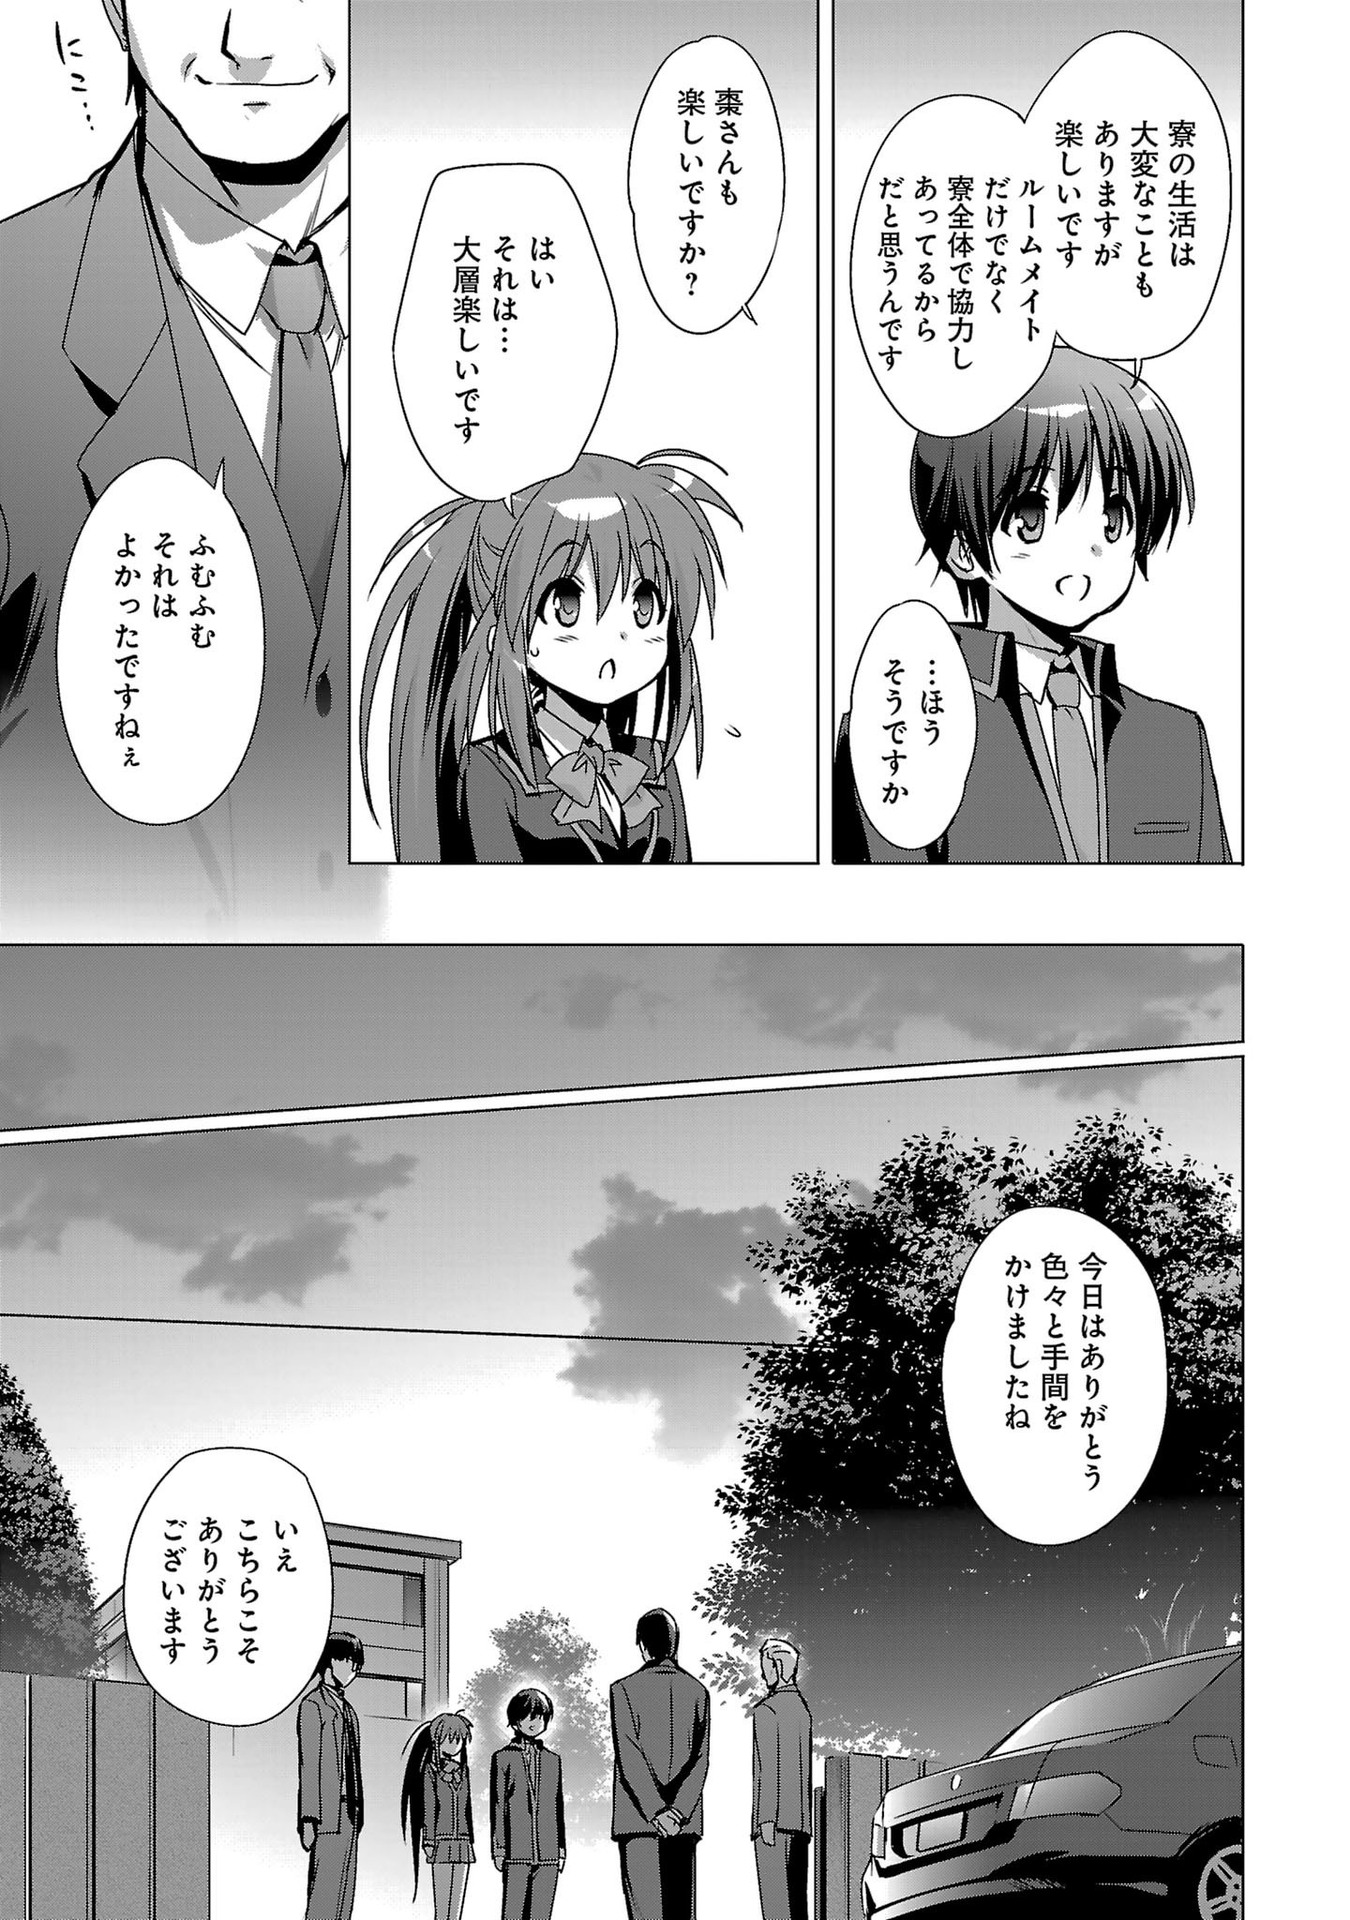 寮の生活は
大変なことも
ありますが
楽しいです
ルームメイト
だけでなく
寮全体で協力し
あってるから
だと思うんです
…ほう
そうですか
棗さんも
楽しいですか？
はい
それは…
大層楽しいです
にこ…
ふむふむ
それは
よかったですねぇ
今日はありがとう
色々と手間を
かけましたね
いえ
こちらこそ
ありがとう
ございます